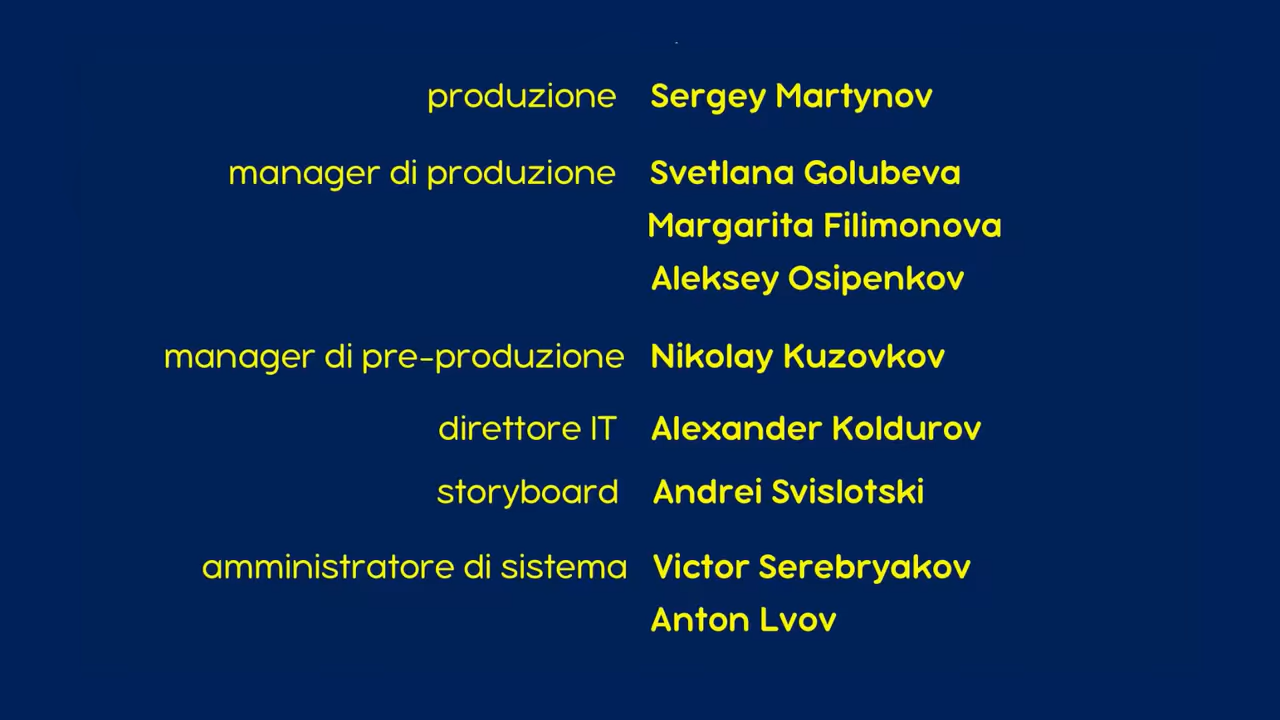 produzione Sergey Martynov
manager di produzione Svetlana Golubeva
Margarita Filimonova
Aleksey Osipenkov
manager di pre-produzione Nikolay Kuzovkov
direttore IT Alexander Koldurov
storyboard Andrei Svislotski
amministratore di sistema Victor Serebryakov
Anton Lvov